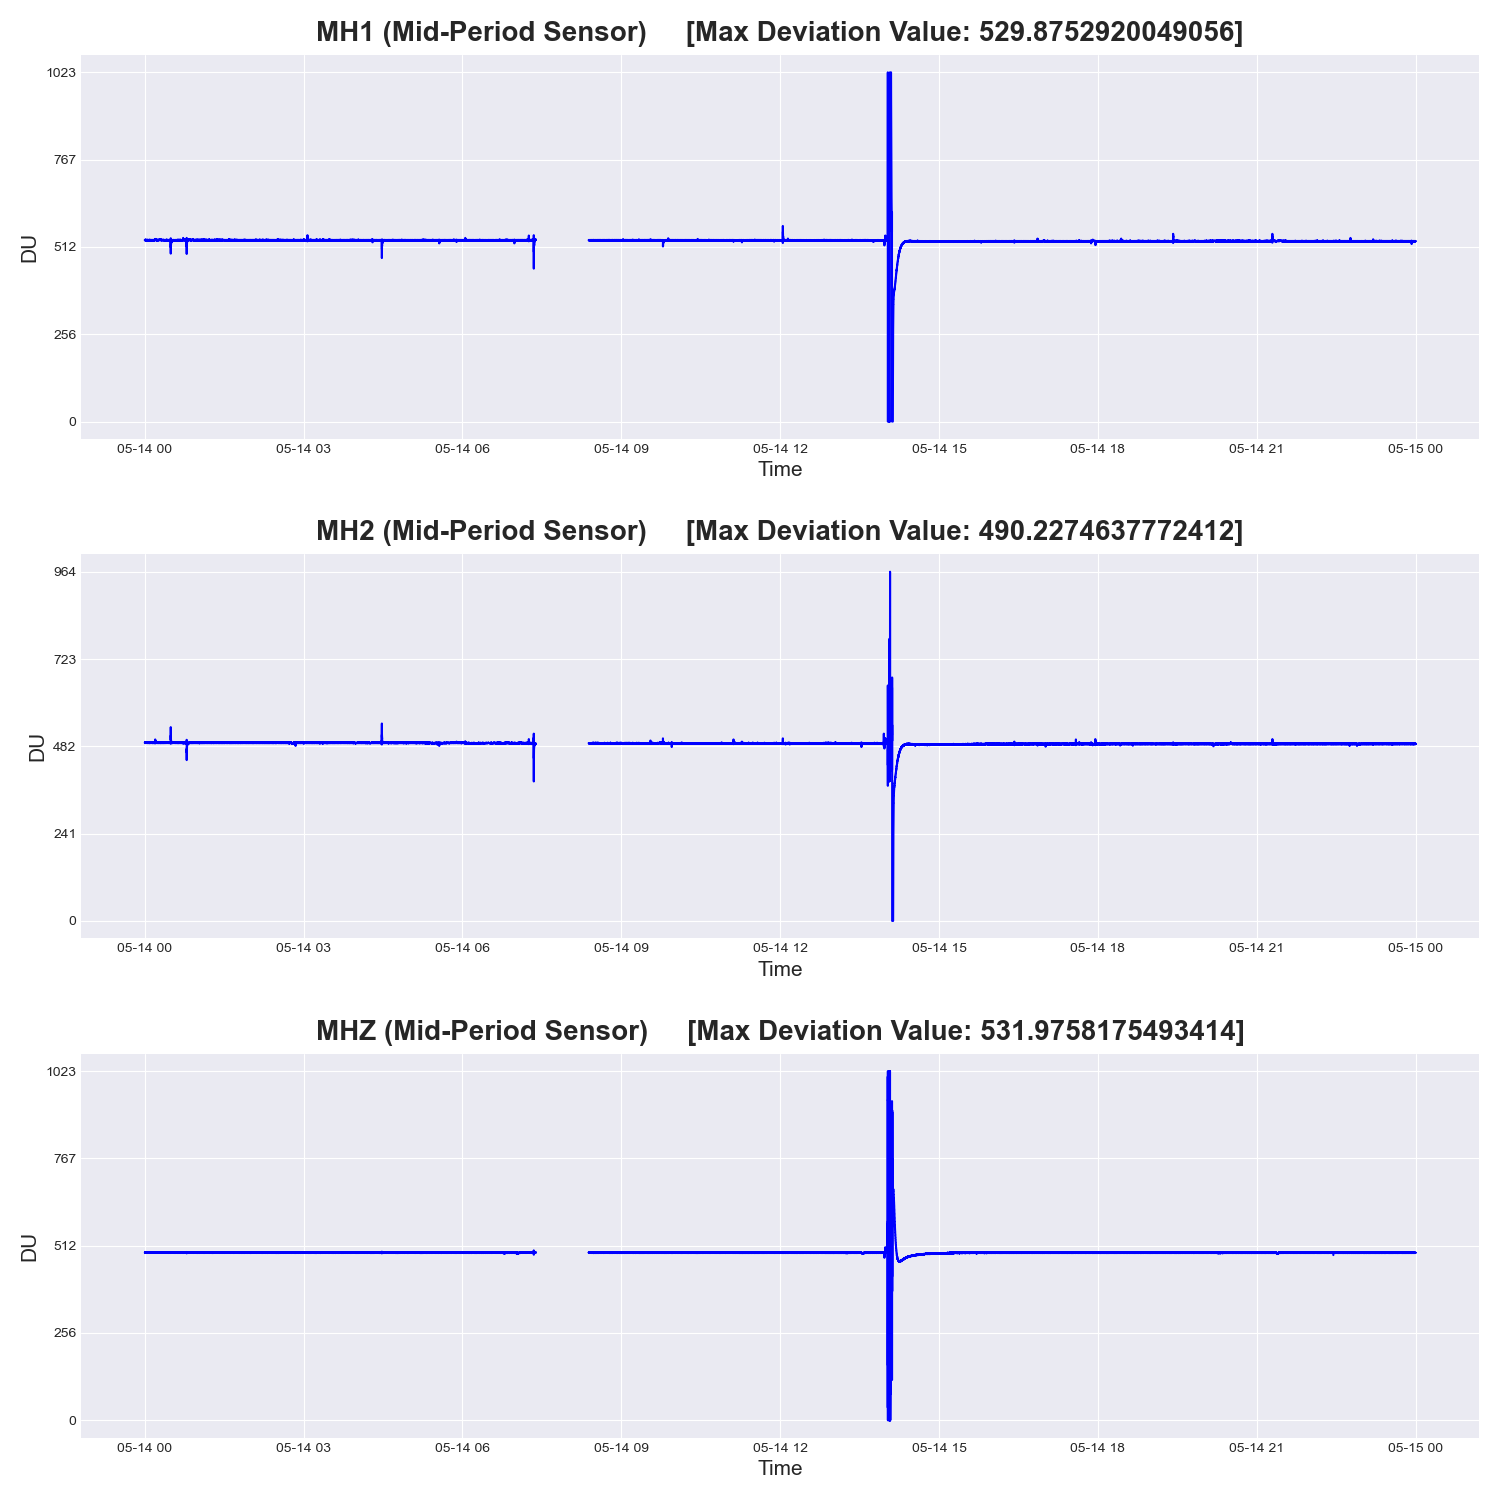 MH1 (Mid-Period Sensor) [Max Deviation Value: 529.8752920049056]
1023
767
512
256
0
DU
05-14 00 05-14 03 05-14 06 05-14 09 05-14 12 05-14 15 05-14 18 05-14 21 05-15 00
Time
MH2 (Mid-Period Sensor) [Max Deviation Value: 490.2274637772412]
964
723
482
241
0
DU
05-14 00 05-14 03 05-14 06 05-14 09 05-14 12 05-14 15 05-14 18 05-14 21 05-15 00
Time
MHZ (Mid-Period Sensor) [Max Deviation Value: 531.9758175493414]
1023
767
512
256
0
DU
05-14 00 05-14 03 05-14 06 05-14 09 05-14 12 05-14 15 05-14 18 05-14 21 05-15 00
Time